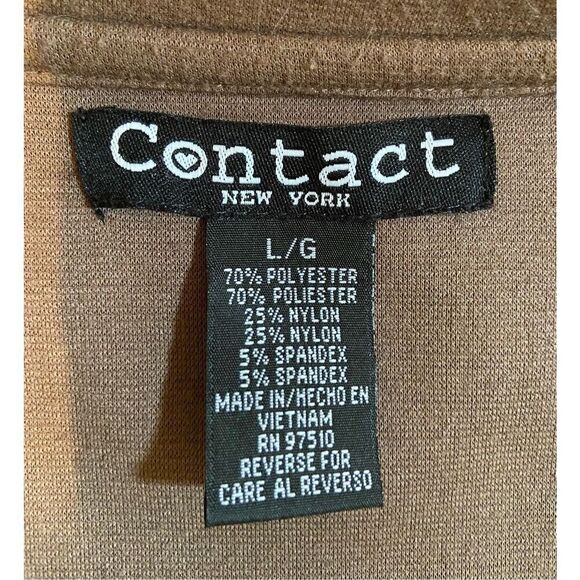 Contact
NEW YORK
L/G
70% POLYESTER
70% POLIESTER
25% NYLON
25% NYLON
5% SPANDEX
5% SPANDEX
MADE IN/HECHO EN
VIETNAM
RN 97510
REVERSE FOR
CARE AL REVERSO